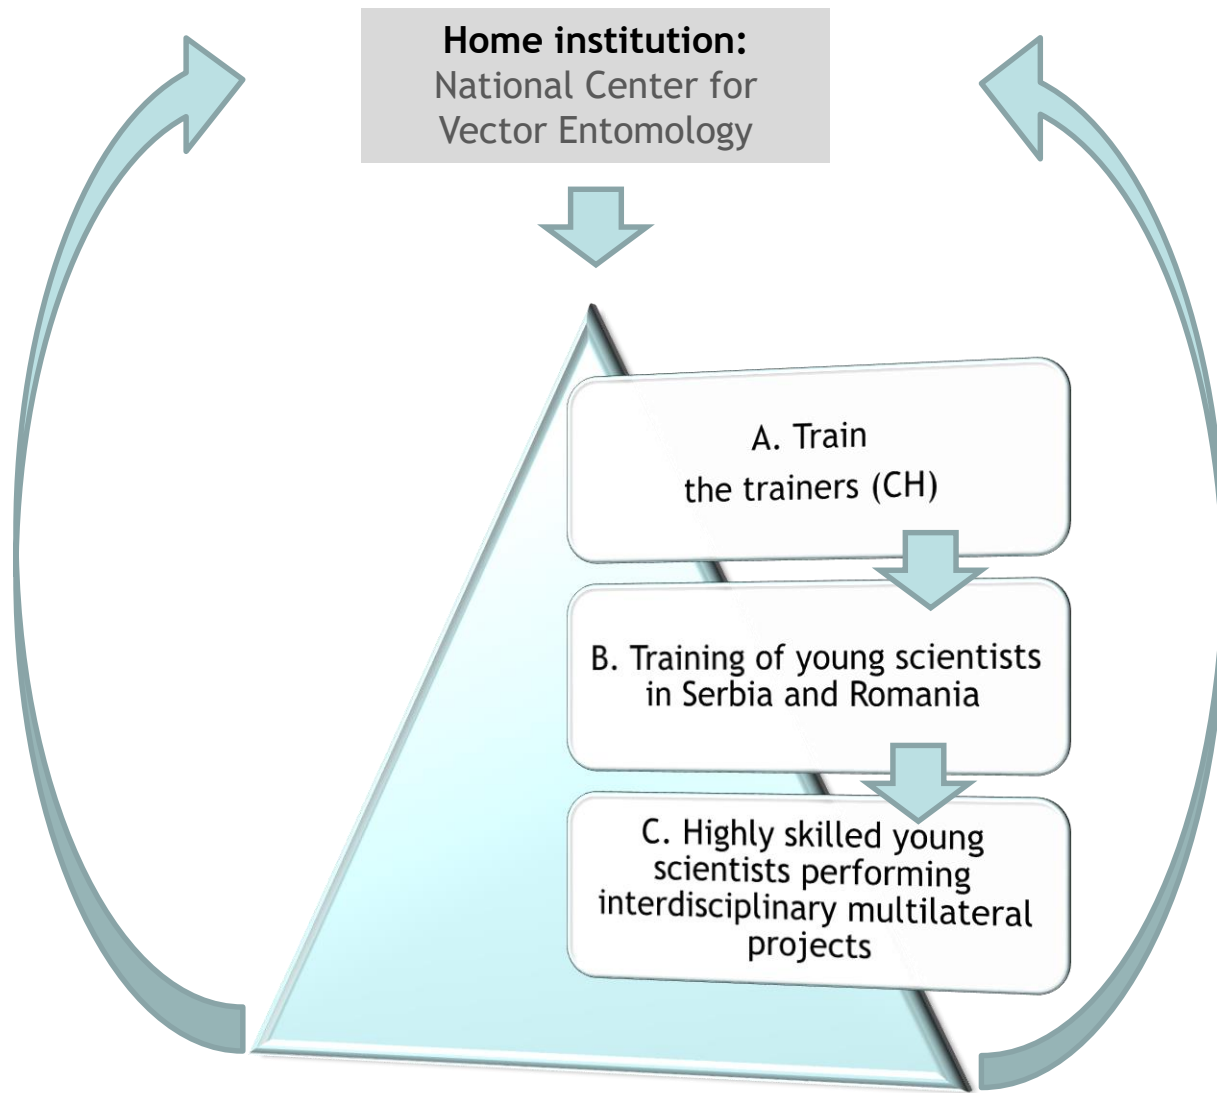 Home institution:
National Center for
Vector Entomology
A. Train
the trainers (CH)
B. Training of young scientists
in Serbia and Romania
C. Highly skilled young
scientists performing
interdisciplinary multilateral
projects